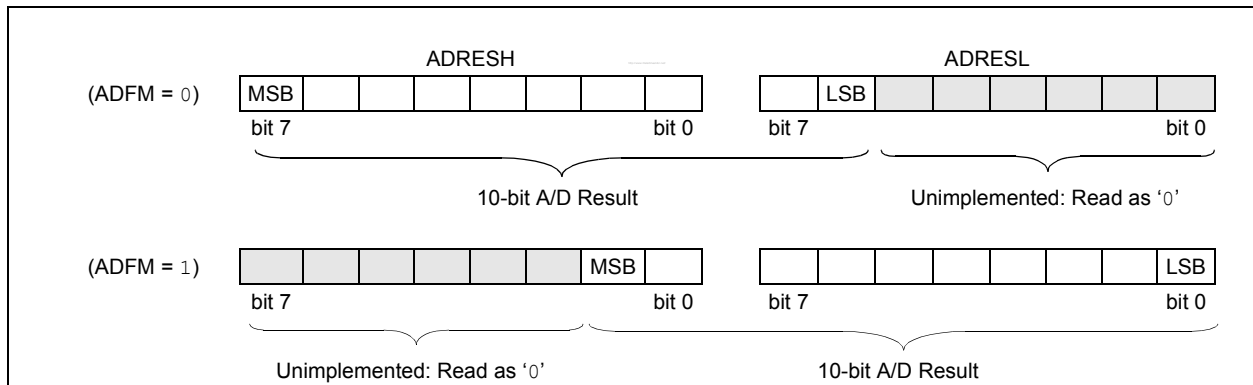 ADRESH ADRESL
(ADFM = 0) MSB LSB
bit 7 bit 0 bit 7 bit 0
10-bit A/D Result Unimplemented: Read as ‘0’
(ADFM = 1) MSB LSB
bit 7 bit 0 bit 7 bit 0
Unimplemented: Read as ‘0’ 10-bit A/D Result